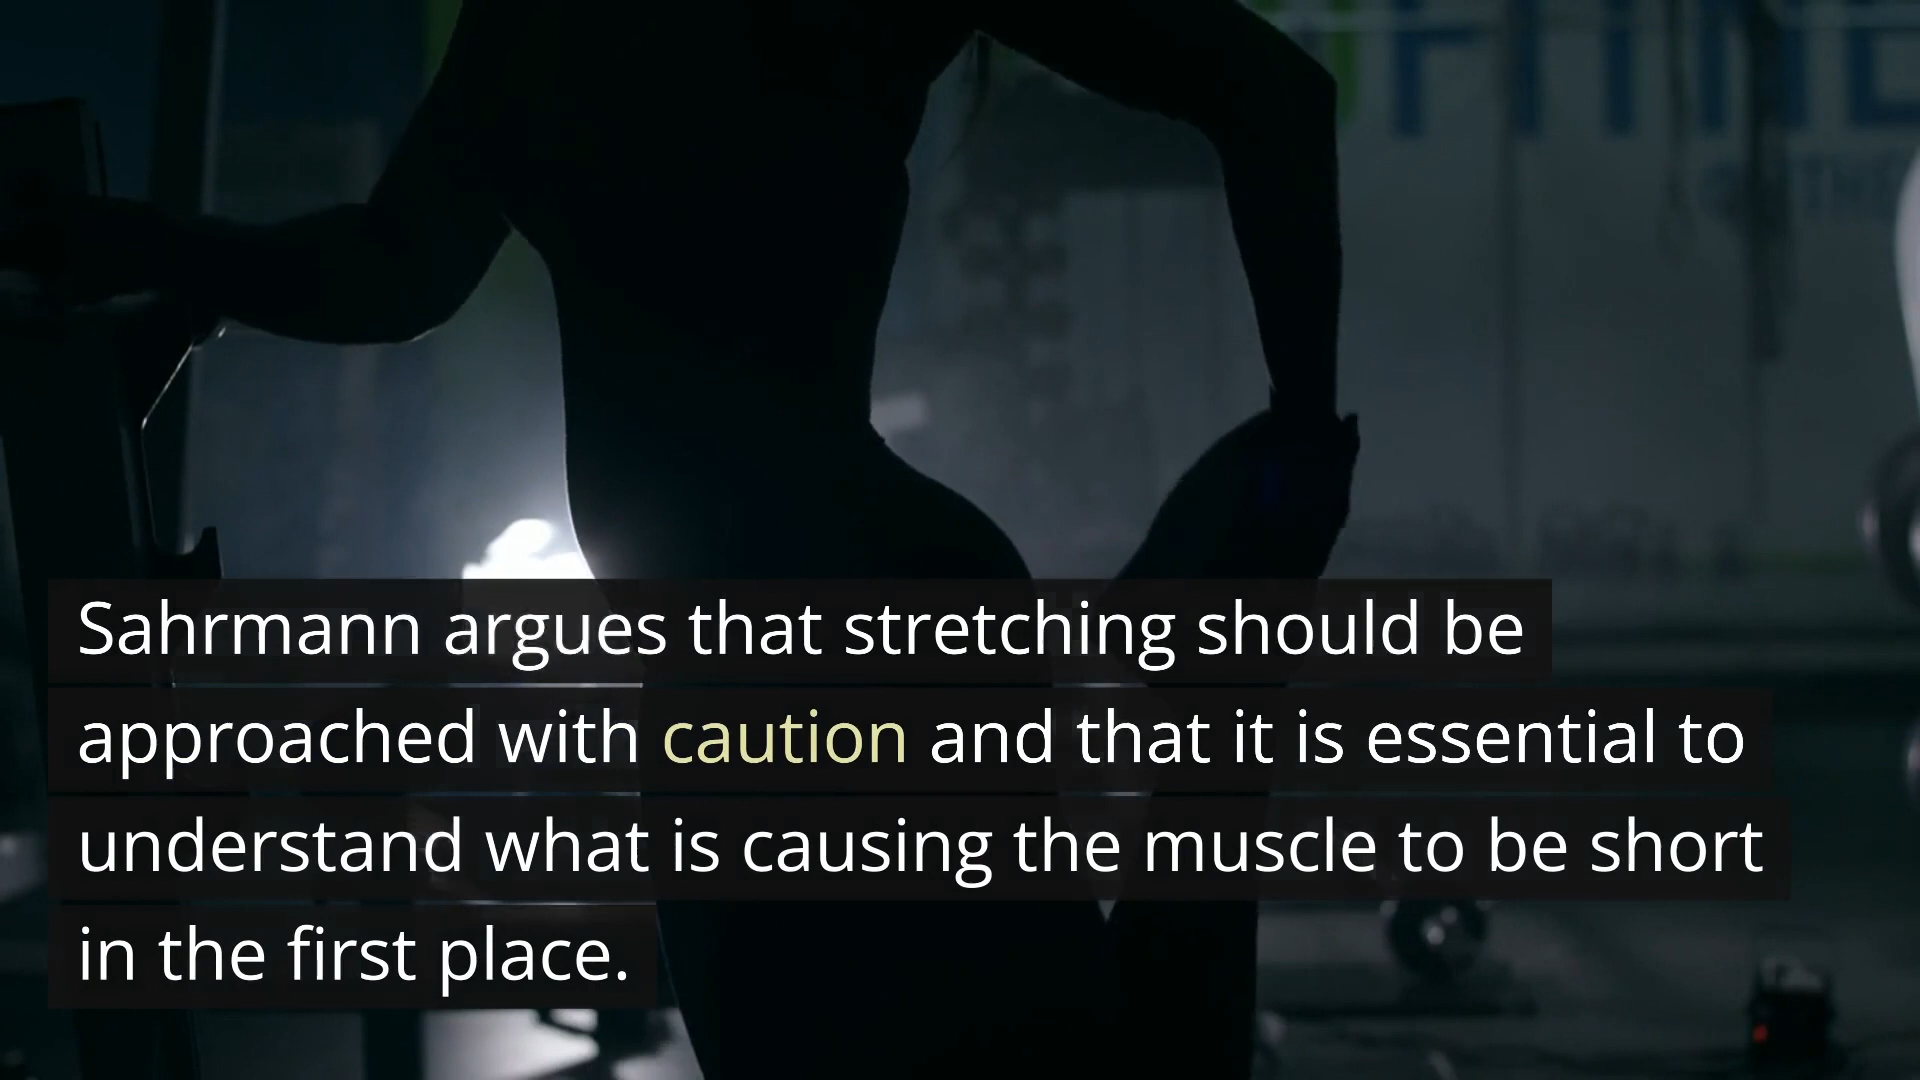 Sahrmann argues that stretching should be
approached with caution and that it is essential to
understand what is causing the muscle to be short
in the first place.